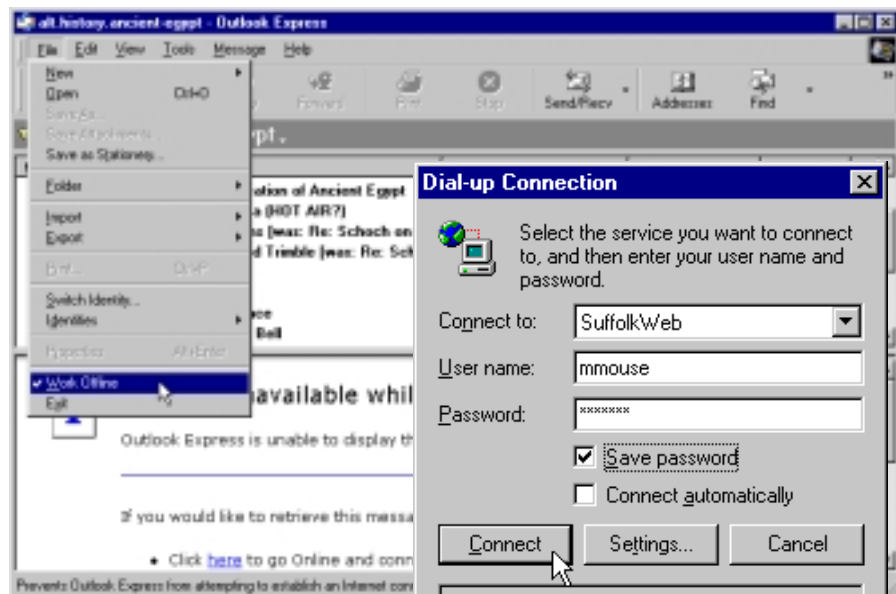 alt.history.ancient-egypt - Outlook Express
File Edit View Tools Message Help
New
Open Ctrl+O
Save As...
Save Attachments...
Save as Stationery...
Folder
Import
Export
Print... Ctrl+P
Switch Identity...
Identities
Properties Alt+Enter
Work Offline
Exit
Forward Print Stop Send/Recv Addresses Find
pt
ation of Ancient Egypt
a (HOT AIR?)
s [was: Re: Schoch on
d Trimble [was: Re: Sch
ce
Bell
available whil
Outlook Express is unable to display th
If you would like to retrieve this messa
Click here to go Online and conn
Prevents Outlook Express from attempting to establish an Internet conn
Dial-up Connection
Select the service you want to connect
to, and then enter your user name and
password.
Connect to: SuffolkWeb
User name: mmouse
Password: xxxxxxx
Save password
Connect automatically
Connect Settings... Cancel